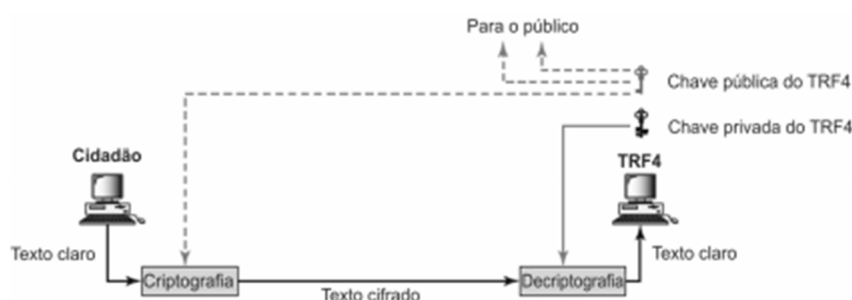 Para o público
Chave pública do TRF4
Chave privada do TRF4
Cidadão
TRF4
Texto claro
Texto claro
Criptografia
Decriptografia
Texto cifrado